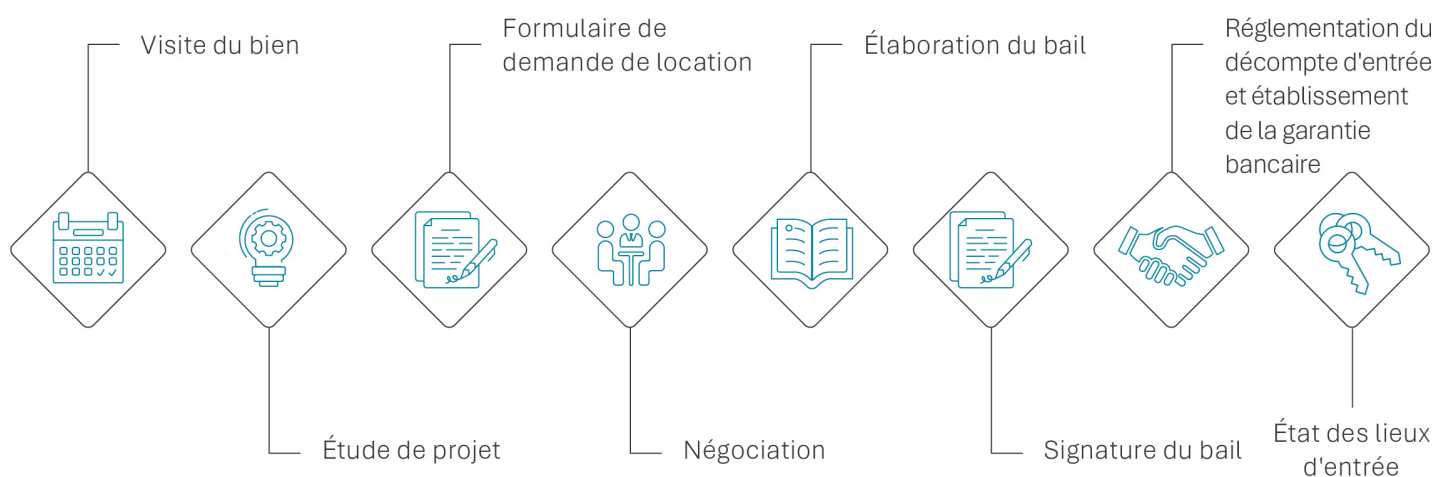 Visite du bien
Étude de projet
Formulaire de
demande de location
Négociation
Élaboration du bail
Signature du bail
Réglementation du
décompte d'entrée
et établissement
de la garantie
bancaire
État des lieux
d'entrée